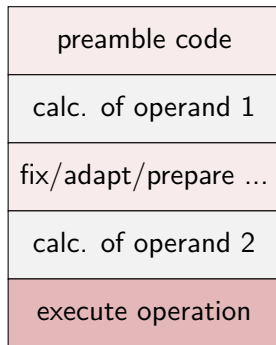 preamble code
calc. of operand 1
fix/adapt/prepare ...
calc. of operand 2
execute operation